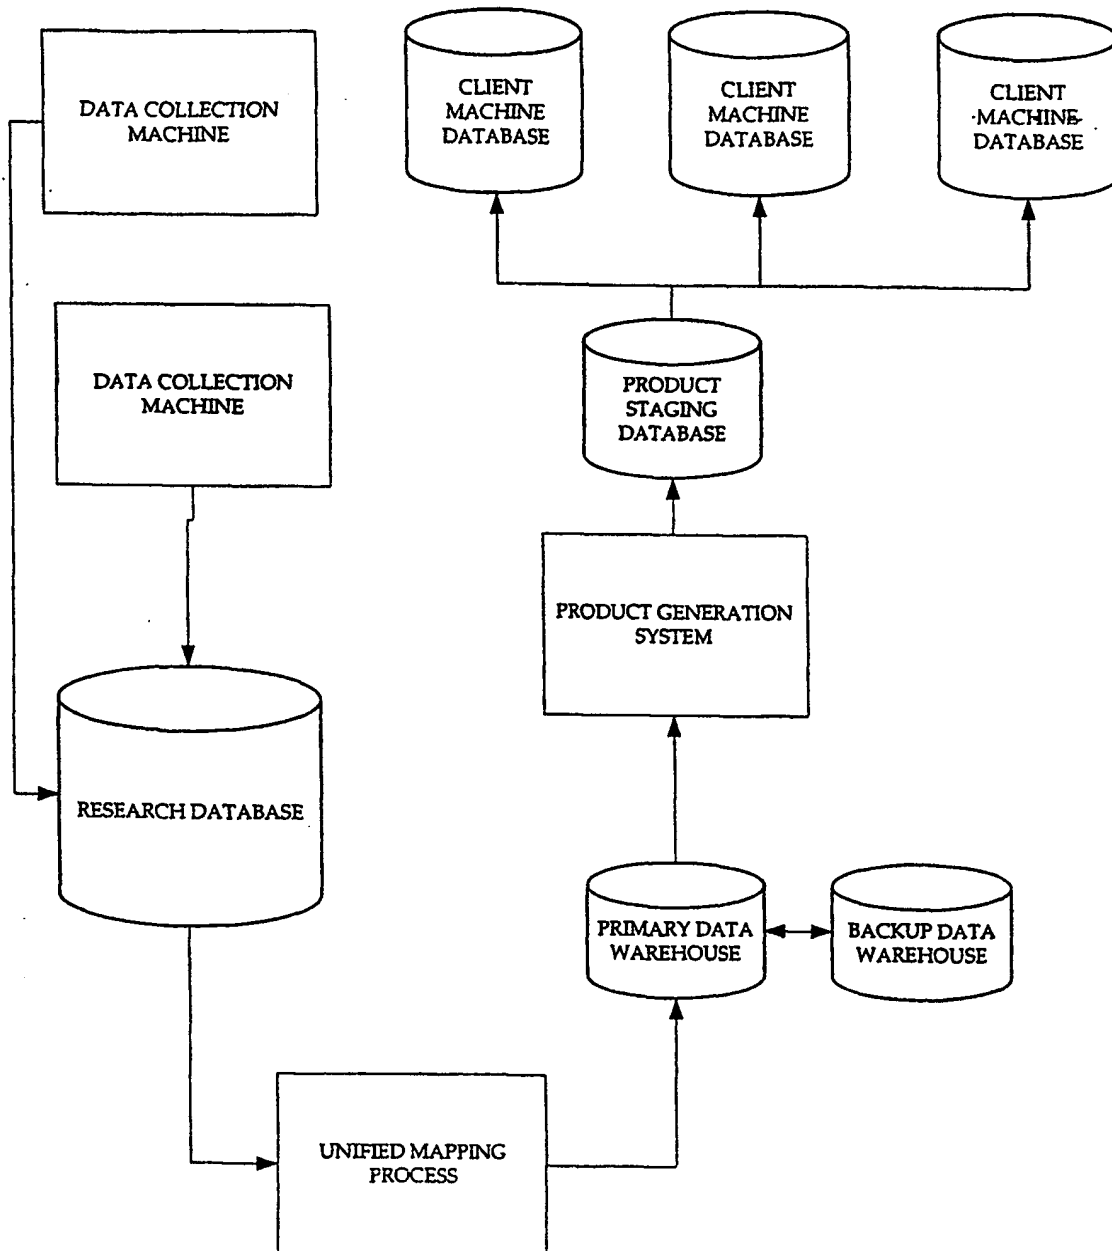 DATA COLLECTION
MACHINE
CLIENT
MACHINE
DATABASE
CLIENT
MACHINE
DATABASE
CLIENT
MACHINE
DATABASE
DATA COLLECTION
MACHINE
PRODUCT
STAGING
DATABASE
PRODUCT GENERATION
SYSTEM
RESEARCH DATABASE
PRIMARY DATA
WAREHOUSE
BACKUP DATA
WAREHOUSE
UNIFIED MAPPING
PROCESS